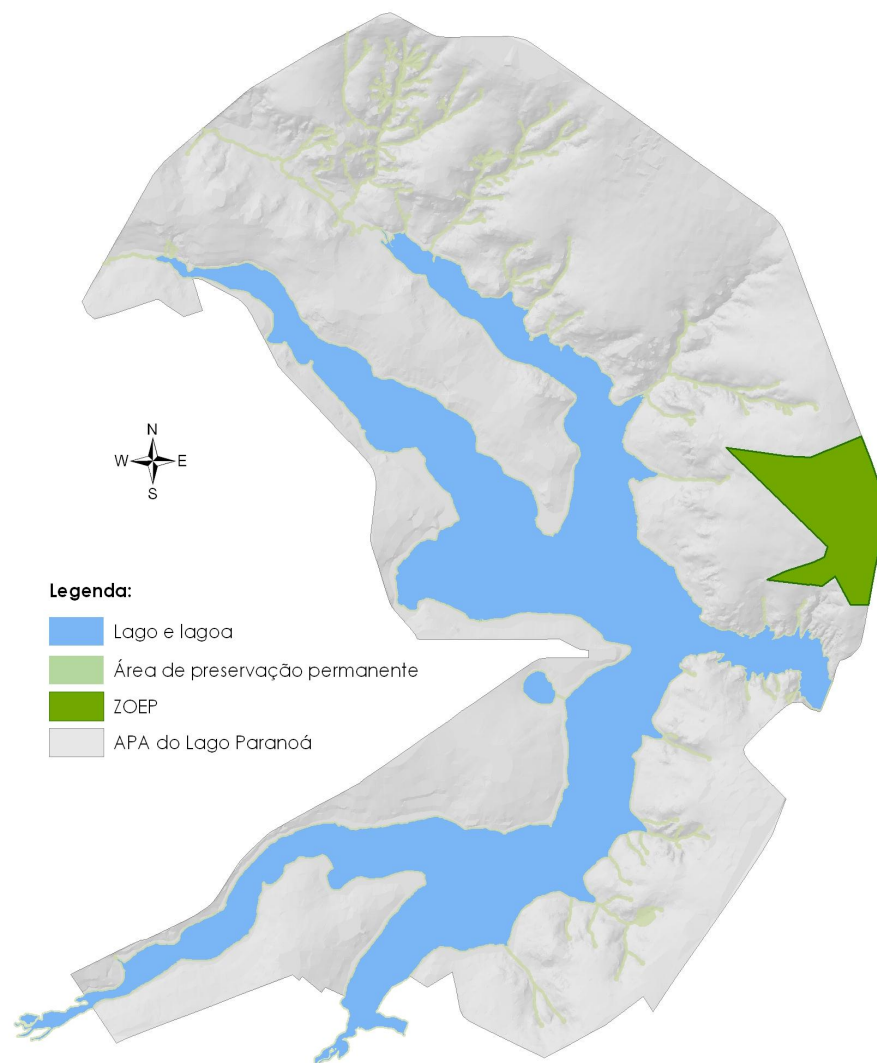 N
W E
S
Legenda:
Lago e lagoa
Área de preservação permanente
ZOEP
APA do Lago Paranoá